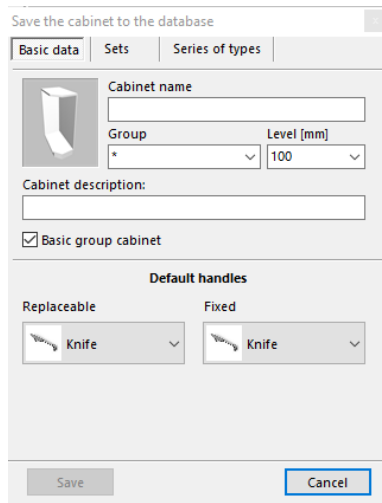 Save the cabinet to the database
Basic data Sets Series of types
Cabinet name
Group Level [mm]
* 100
Cabinet description:
Basic group cabinet
Default handles
Replaceable Fixed
Knife Knife
Save Cancel